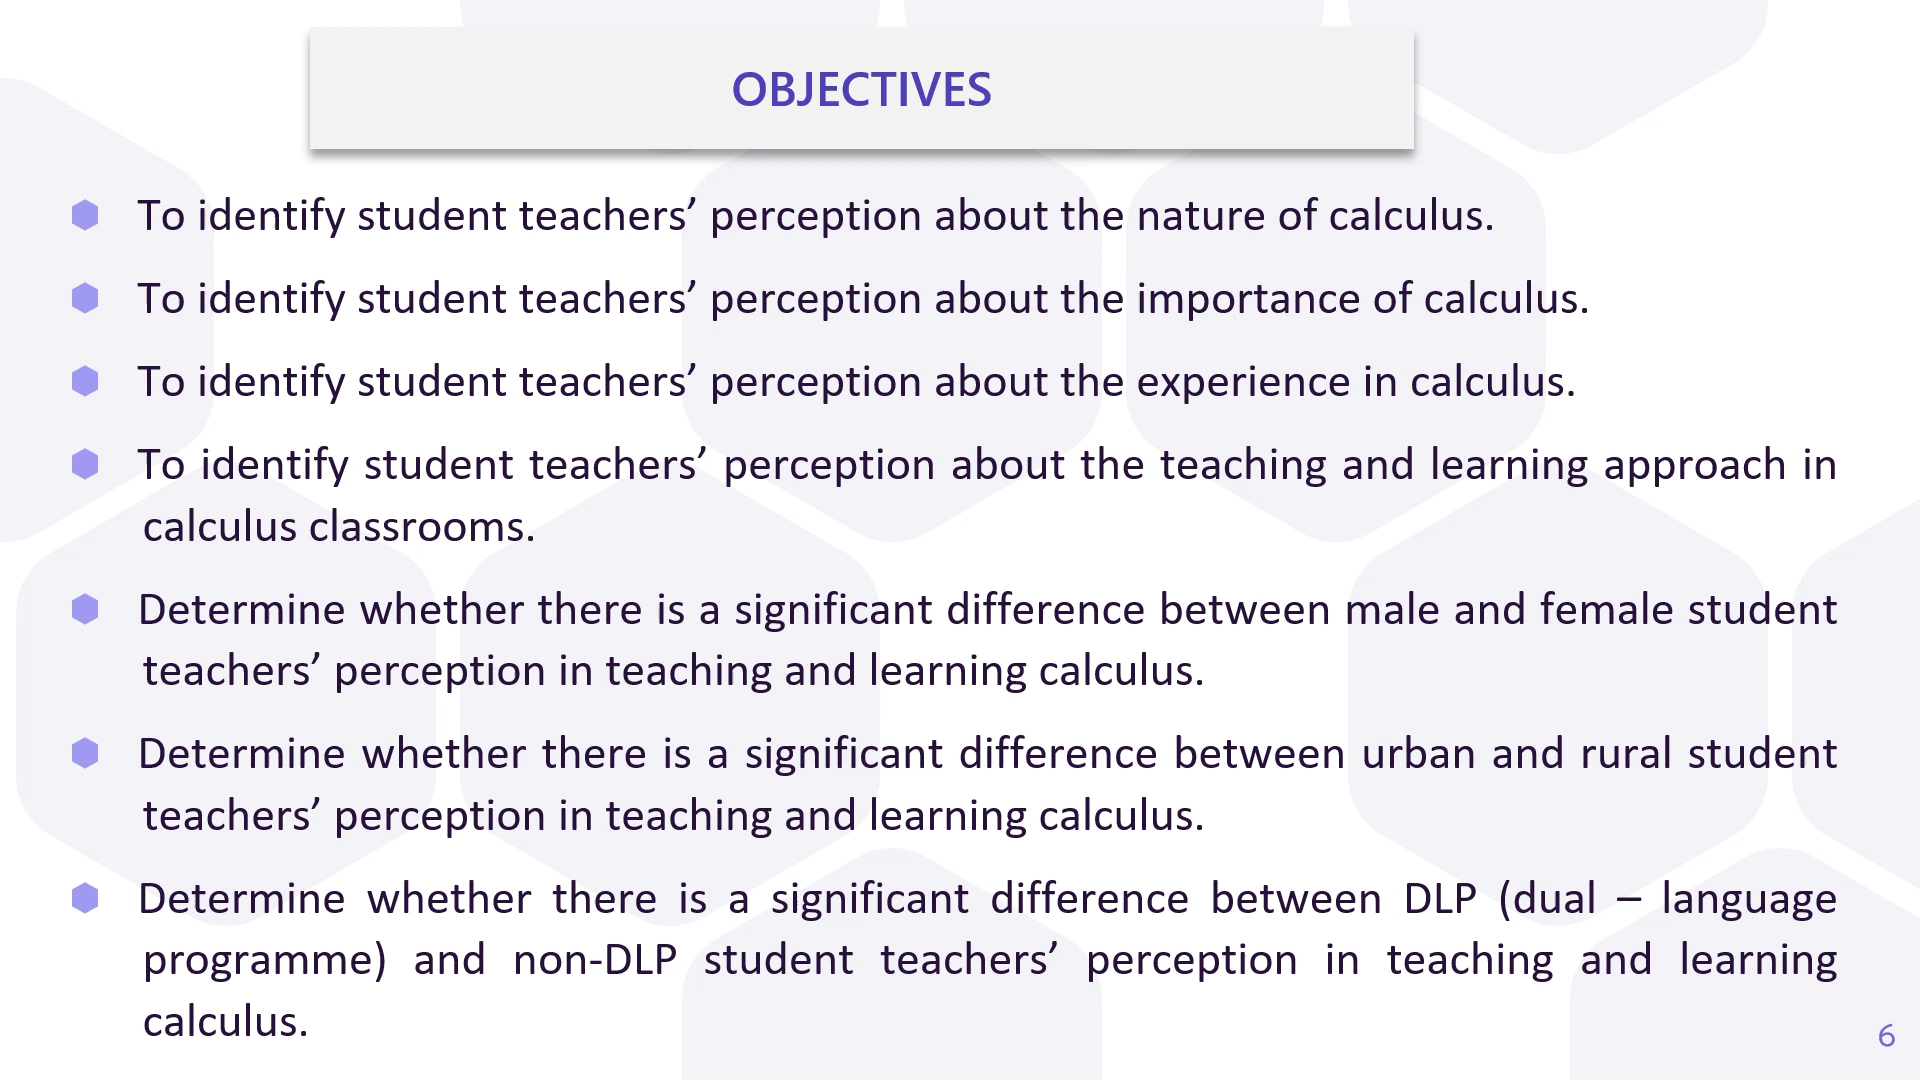 OBJECTIVES
To identify student teachers’ perception about the nature of calculus.
To identify student teachers’ perception about the importance of calculus.
To identify student teachers’ perception about the experience in calculus.
To identify student teachers’ perception about the teaching and learning approach in
calculus classrooms.
Determine whether there is a significant difference between male and female student
teachers’ perception in teaching and learning calculus.
Determine whether there is a significant difference between urban and rural student
teachers’ perception in teaching and learning calculus.
Determine whether there is a significant difference between DLP (dual – language
programme) and non-DLP student teachers’ perception in teaching and learning
calculus.
6